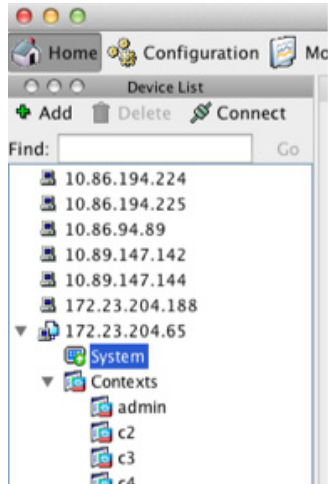 Home Configuration Mo
Device List
Add Delete Connect
Find: Go
10.86.194.224
10.86.194.225
10.86.94.89
10.89.147.142
10.89.147.144
172.23.204.188
172.23.204.65
System
Contexts
admin
c2
c3
c4